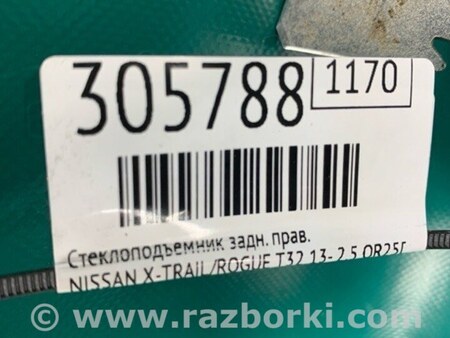 305788 1170
Стеклоподъемник задн. прав.
NISSAN X-TRAIL/ROGUE T32 13- 2.5 QR25
© www.razborki.com